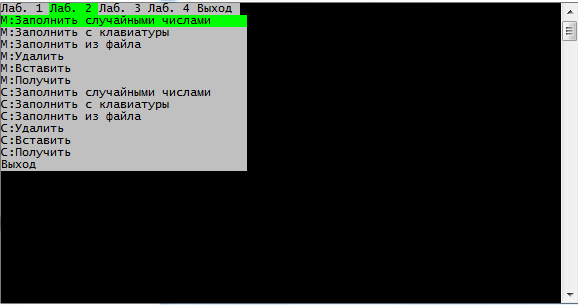 Лаб. 1 Лаб. 2 Лаб. 3 Лаб. 4 Выход
М:Заполнить случайными числами
М:Заполнить с клавиатуры
М:Заполнить из файла
М:Удалить
М:Вставить
М:Получить
С:Заполнить случайными числами
С:Заполнить с клавиатуры
С:Заполнить из файла
С:Удалить
С:Вставить
С:Получить
Выход